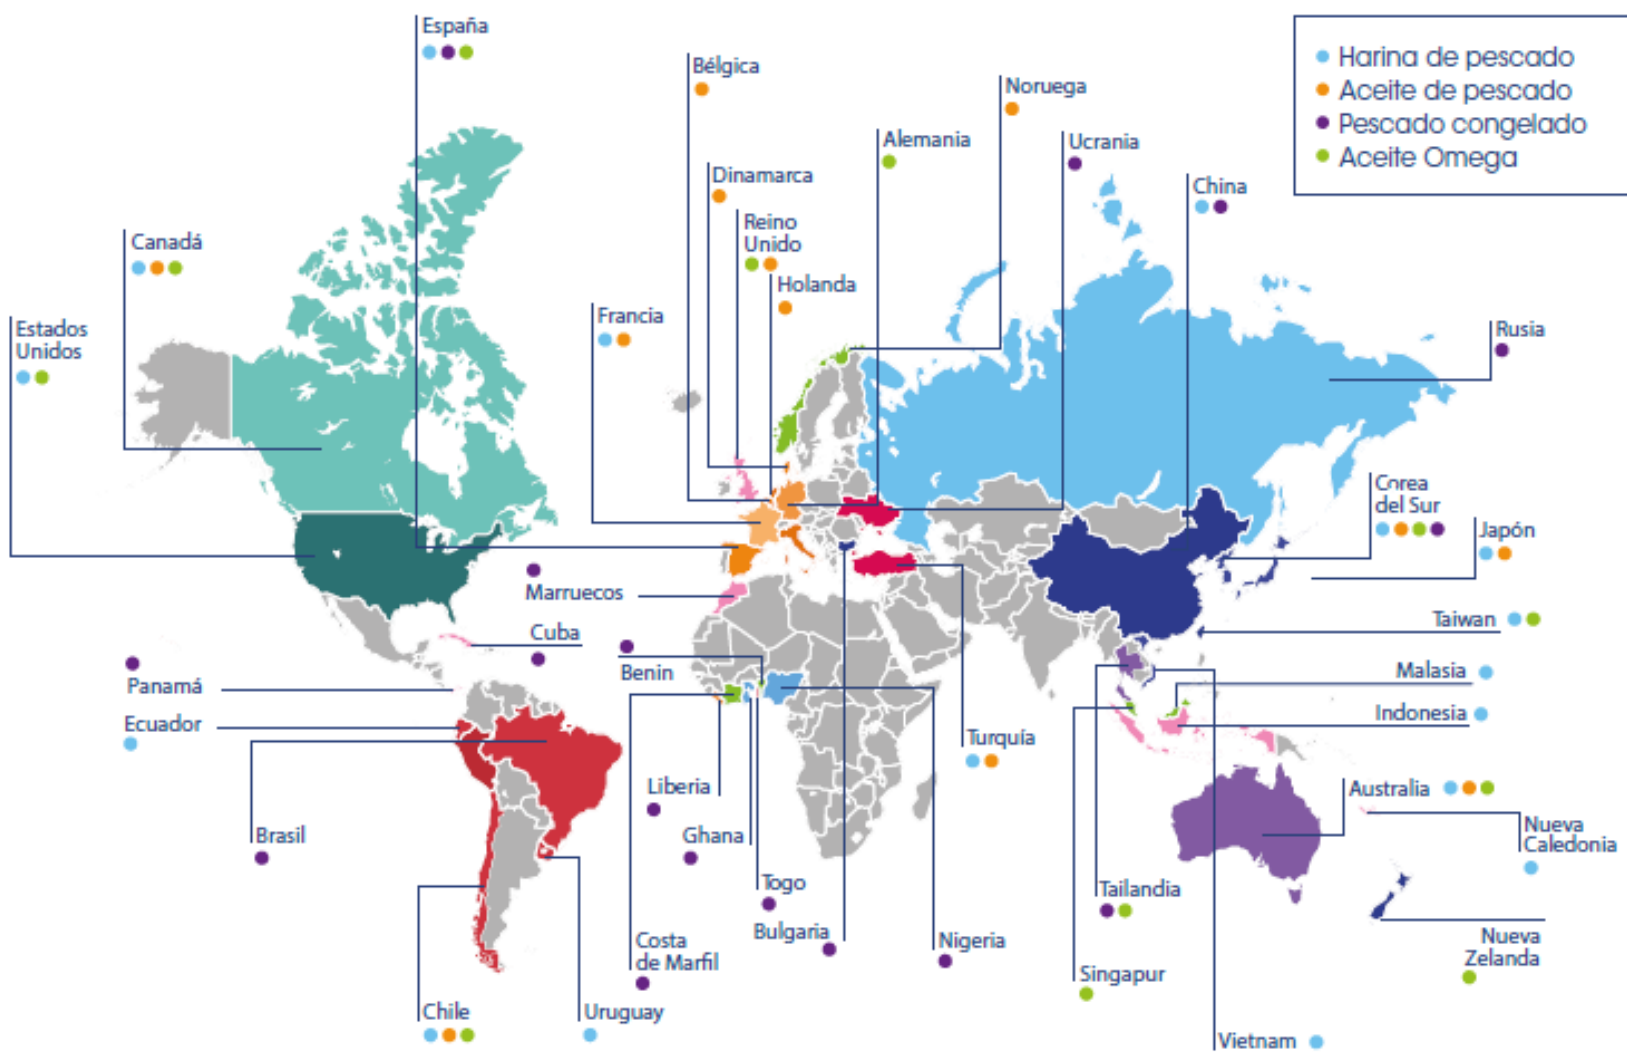 España
Bélgica
Noruega
Alemania
Ucrania
China
Dinamarca
Reino
Unido
Holanda
Francia
Canadá
Estados
Unidos
Harina de pescado
Aceite de pescado
Pescado congelado
Aceite Omega
Rusia
Corea
del Sur
Japón
Taiwan
Malasia
Indonesia
Marruecos
Cuba
Benin
Panamá
Ecuador
Brasil
Liberia
Ghana
Togo
Bulgaria
Costa
de Marfil
Nigeria
Turquía
Australia
Nueva
Caledonia
Tailandia
Singapur
Nueva
Zelanda
Chile
Uruguay
Vietnam